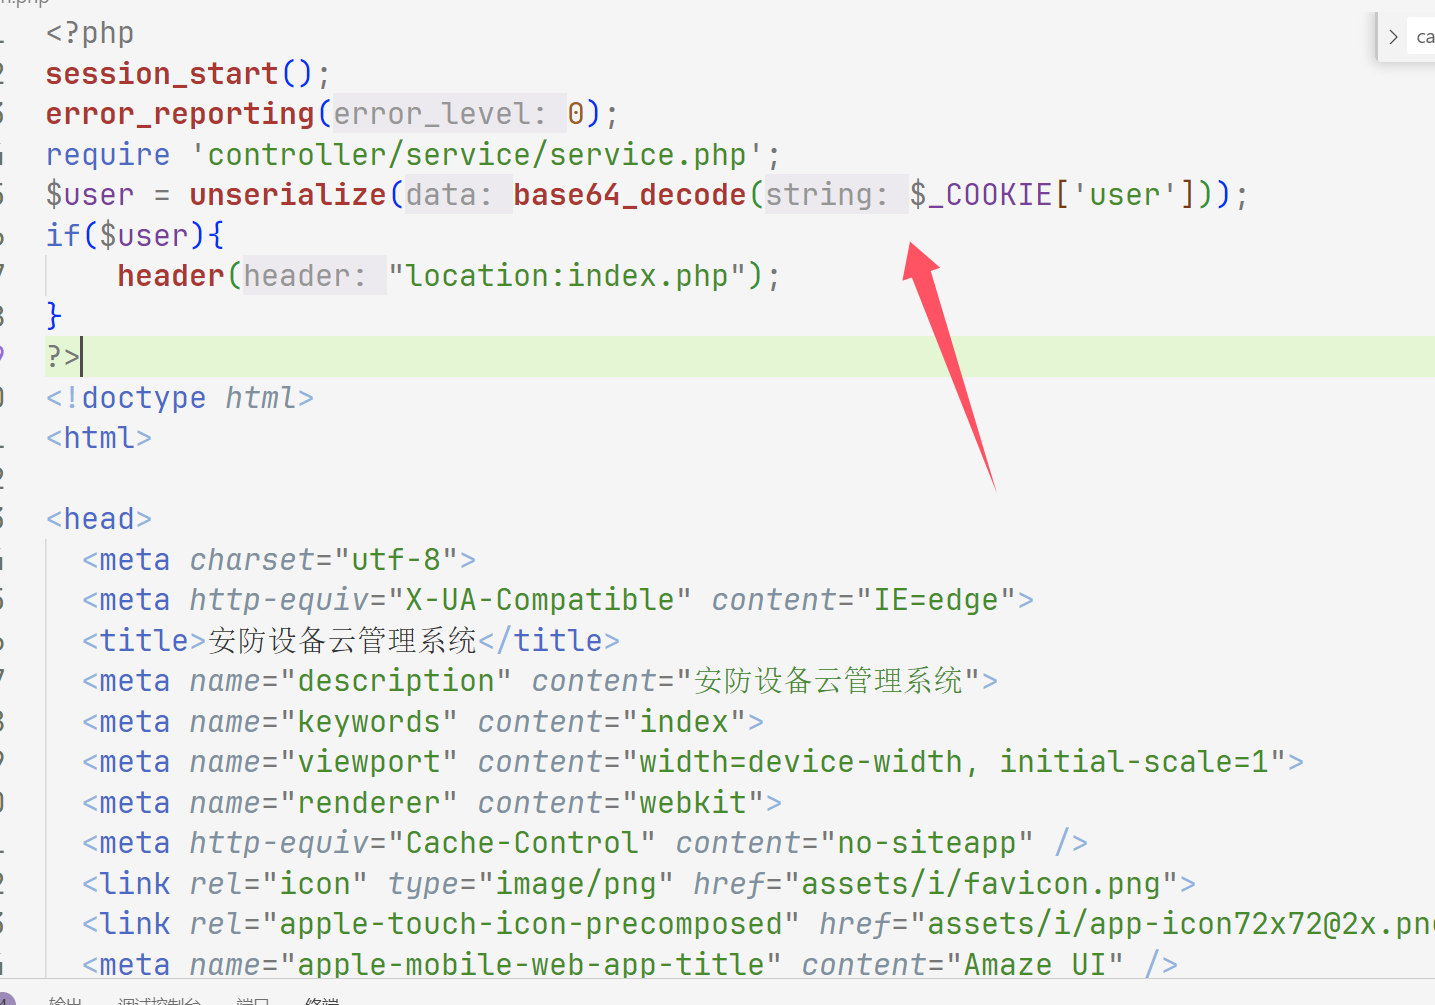 <?php
ca
session_start();
error_reporting(error_level: 0);
require 'controller/service/service.php';
$user = unserialize(data: base64_decode(string: $_COOKIE['user']));
if($user){
    header(header: "location:index.php");
}
?>
<!doctype html>
<html>
<head>
  <meta charset="utf-8">
  <meta http-equiv="X-UA-Compatible" content="IE=edge">
  <title>安防设备云管理系统</title>
  <meta name="description" content="安防设备云管理系统">
  <meta name="keywords" content="index">
  <meta name="viewport" content="width=device-width, initial-scale=1">
  <meta name="renderer" content="webkit">
  <meta http-equiv="Cache-Control" content="no-siteapp" />
  <link rel="icon" type="image/png" href="assets/i/favicon.png">
  <link rel="apple-touch-icon-precomposed" href="assets/i/app-icon72x72@2x.pn
  <meta name="apple-mobile-web-app-title" content="Amaze UI" />
输出 调试控制台 端口 终端